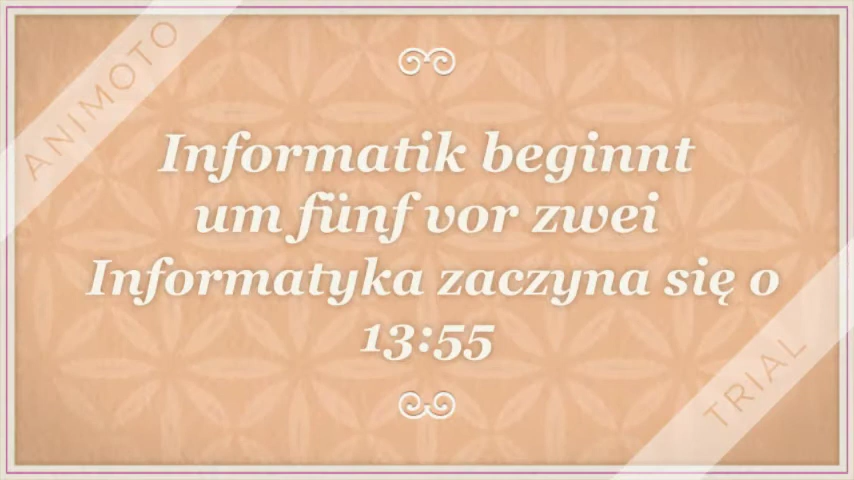 ANIMOTO
Informatik beginnt
um fünf vor zwei
Informatyka zaczyna się o
13:55
TRIAL